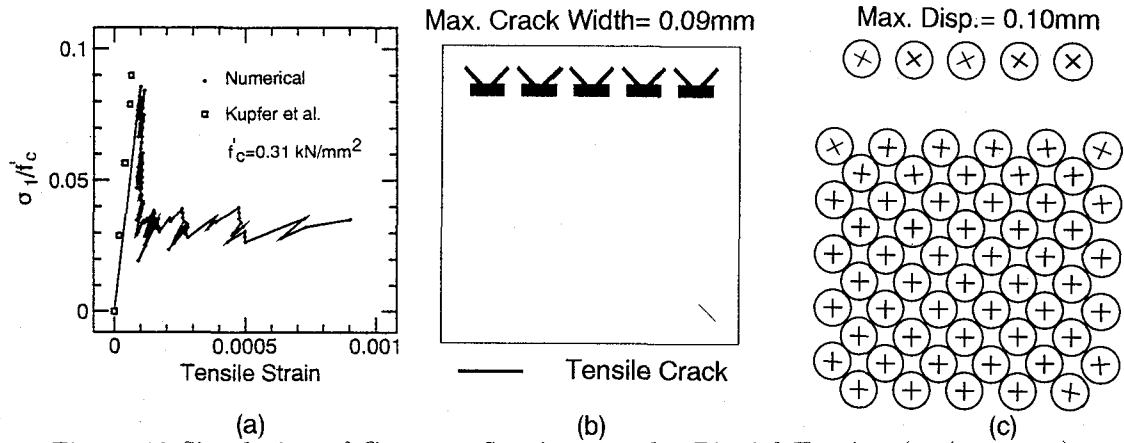 Max. Crack Width= 0.09mm
Max. Disp.= 0.10mm
0.1
0.05
0
σ1/f'c
Numerical
Kupfer et al.
f'c=0.31 kN/mm2
0
0.0005
0.001
Tensile Strain
Tensile Crack
(a)
(b)
(c)